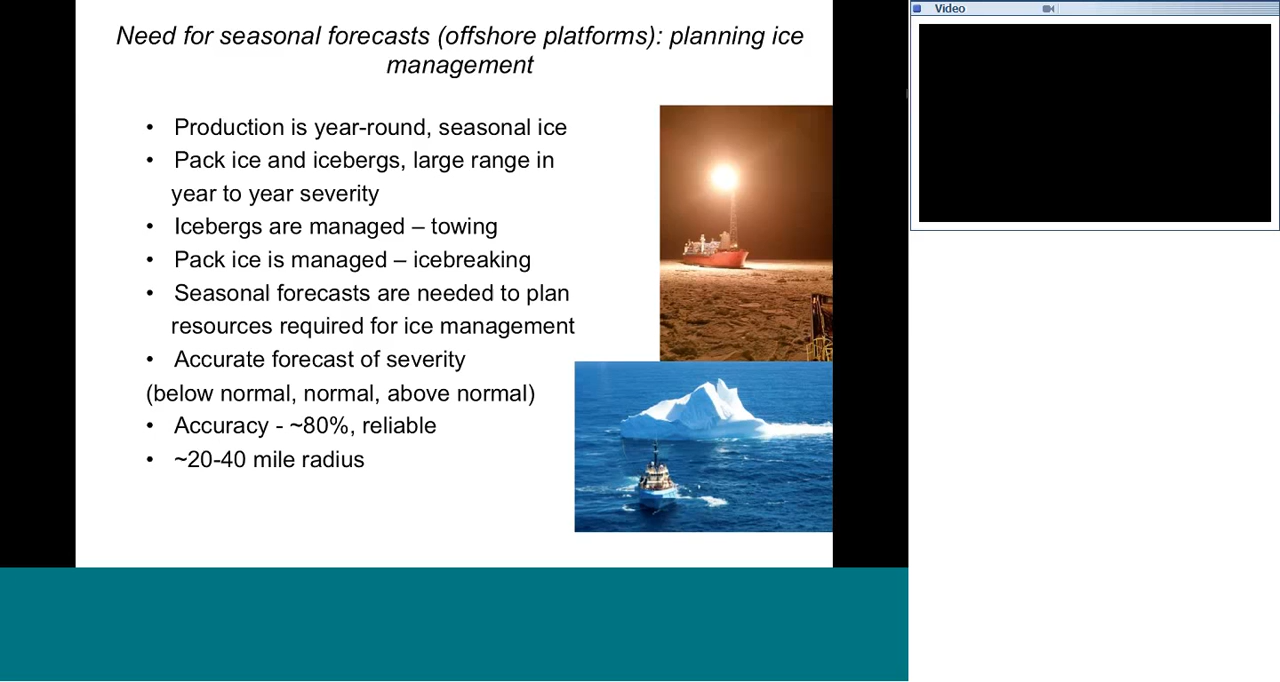 Need for seasonal forecasts (offshore platforms): planning ice
management
• Production is year-round, seasonal ice
• Pack ice and icebergs, large range in
year to year severity
• Icebergs are managed – towing
• Pack ice is managed – icebreaking
• Seasonal forecasts are needed to plan
resources required for ice management
• Accurate forecast of severity
(below normal, normal, above normal)
• Accuracy - ~80%, reliable
• ~20-40 mile radius
Video